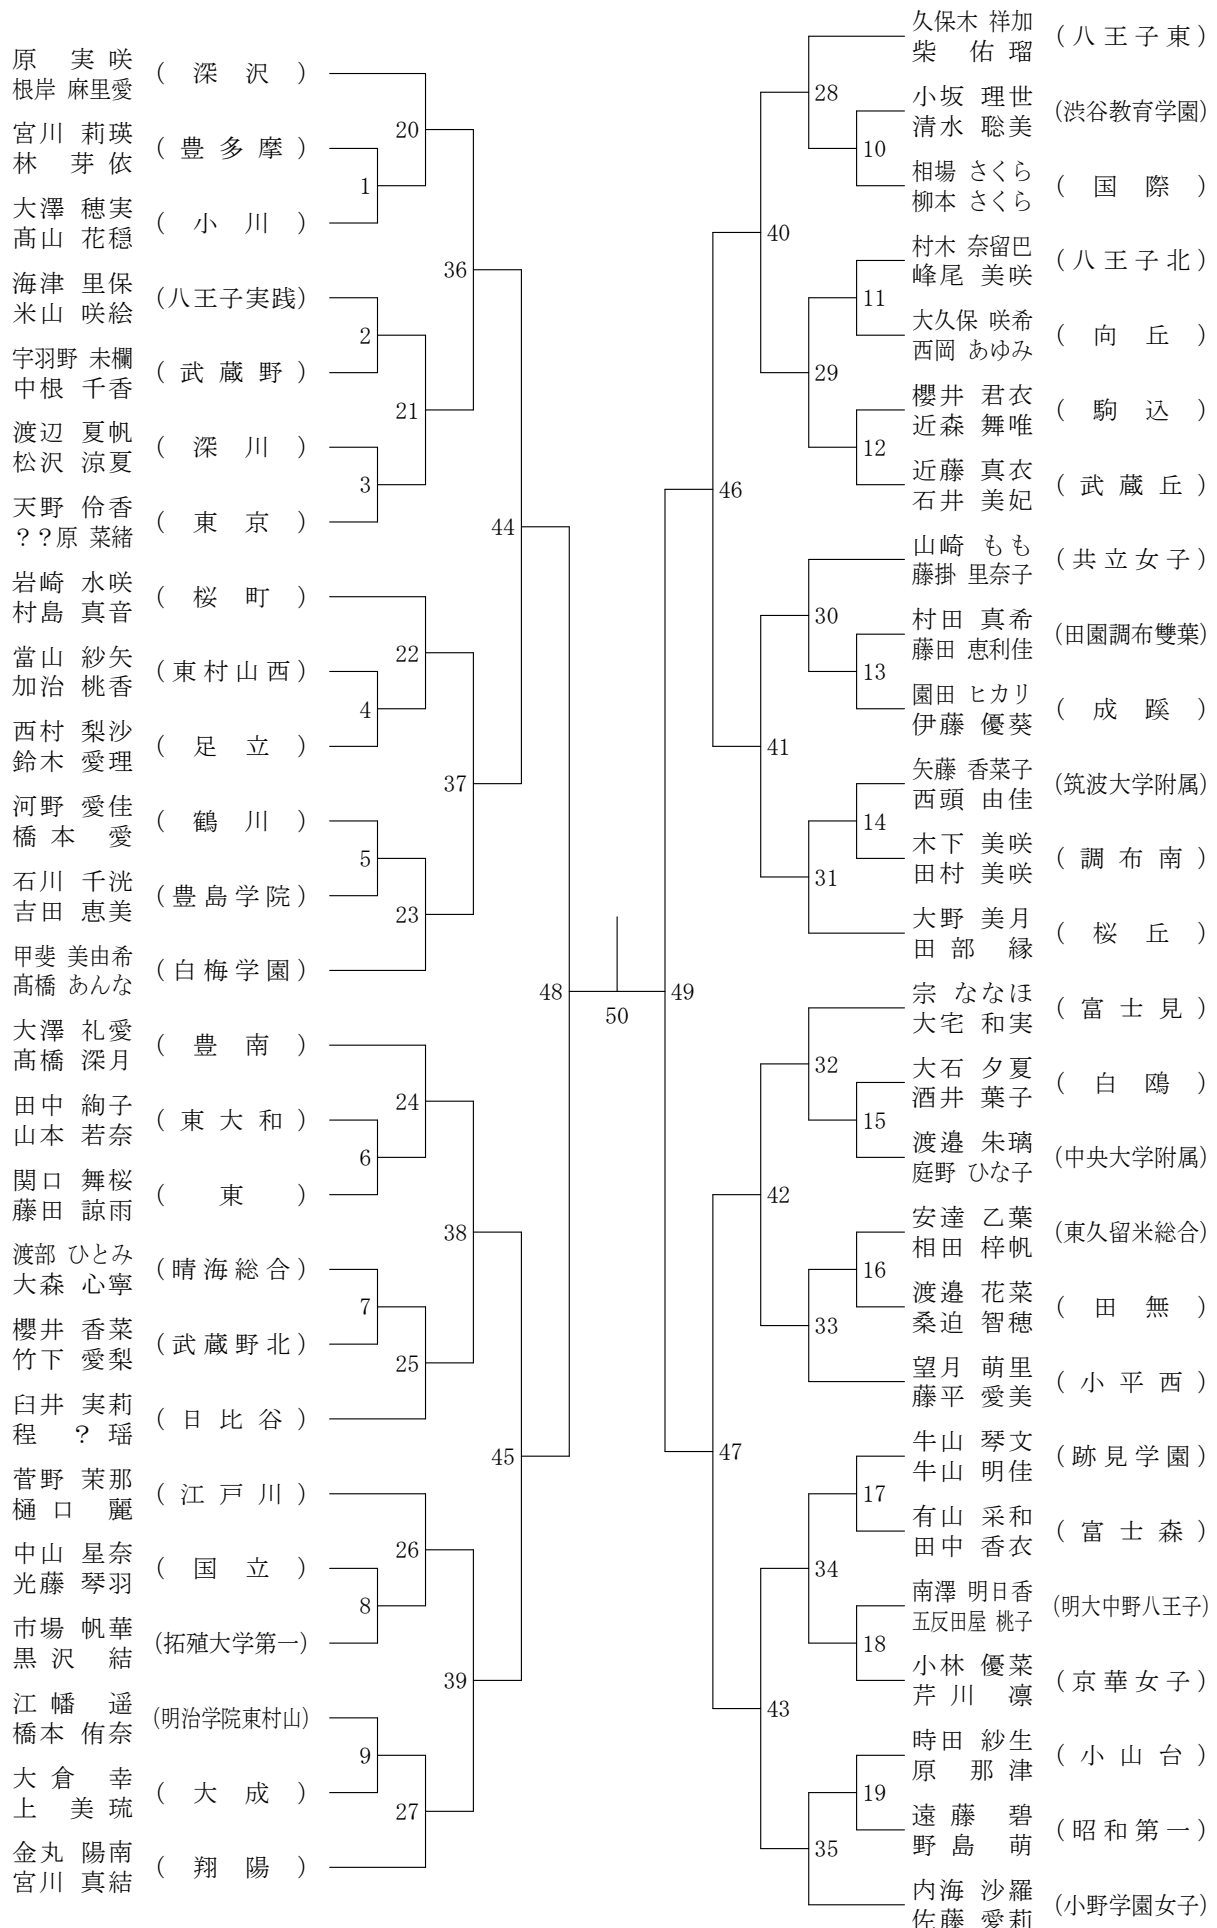 原 実咲
根岸 麻里愛
(深沢)
宮川 莉瑛
林 芽依
(豊多摩)
大澤 穂実
髙山 花穏
(小川)
海津 里保
米山 咲絵
(八王子実践)
宇羽野 未欄
中根 千香
(武蔵野)
渡辺 夏帆
松沢 涼夏
(深川)
天野 伶香
??原 菜緒
(東京)
岩崎 水咲
村島 真音
(桜町)
當山 紗矢
加治 桃香
(東村山西)
西村 梨沙
鈴木 愛理
(足立)
河野 愛佳
橋本 愛
(鶴川)
石川 千洸
吉田 恵美
(豊島学院)
甲斐 美由希
髙橋 あんな
(白梅学園)
大澤 礼愛
髙橋 深月
(豊南)
田中 絢子
山本 若奈
(東大和)
関口 舞桜
藤田 諒雨
(東)
渡部 ひとみ
大森 心寧
(晴海総合)
櫻井 香菜
竹下 愛梨
(武蔵野北)
臼井 実莉
程 ?瑶
(日比谷)
菅野 茉那
樋口 麗
(江戸川)
中山 星奈
光藤 琴羽
(国立)
市場 帆華
黒沢 結
(拓殖大学第一)
江幡 遥
橋本 侑奈
(明治学院東村山)
大倉 幸
上 美琉
(大成)
金丸 陽南
宮川 真結
(翔陽)
1
2
3
4
5
6
7
8
9
20
21
22
23
24
25
26
27
36
37
38
39
44
45
48
50
49
46
47
40
41
42
43
28
29
30
31
32
33
34
35
10
11
12
13
14
15
16
17
18
19
久保木 祥加
柴 佑瑠
(八王子東)
小坂 理世
清水 聡美
(渋谷教育学園)
相場 さくら
柳本 さくら
(国際)
村木 奈留巴
峰尾 美咲
(八王子北)
大久保 咲希
西岡 あゆみ
(向丘)
櫻井 君衣
近森 舞唯
(駒込)
近藤 真衣
石井 美妃
(武蔵丘)
山崎 もも
藤掛 里奈子
(共立女子)
村田 真希
藤田 恵利佳
(田園調布雙葉)
園田 ヒカリ
伊藤 優葵
(成蹊)
矢藤 香菜子
西頭 由佳
(筑波大学附属)
木下 美咲
田村 美咲
(調布南)
大野 美月
田部 縁
(桜丘)
宗 ななほ
大宅 和実
(富士見)
大石 夕夏
酒井 葉子
(白鴎)
渡邉 朱璃
庭野 ひな子
(中央大学附属)
安達 乙葉
相田 梓帆
(東久留米総合)
渡邉 花菜
桑迫 智穂
(田無)
望月 萌里
藤平 愛美
(小平西)
牛山 琴文
牛山 明佳
(跡見学園)
有山 采和
田中 香衣
(富士森)
南澤 明日香
五反田屋 桃子
(明大中野八王子)
小林 優菜
芹川 凛
(京華女子)
時田 紗生
原 那津
(小山台)
遠藤 碧
野島 萌
(昭和第一)
内海 沙羅
佐藤 愛莉
(小野学園女子)